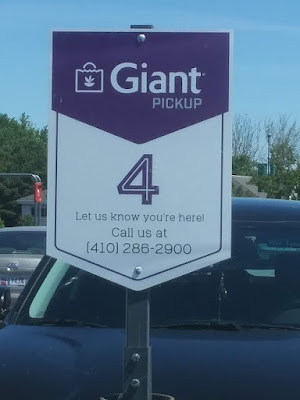 Giant
PICKUP
4
Let us know you're here!
Call us at
(410) 286-2900